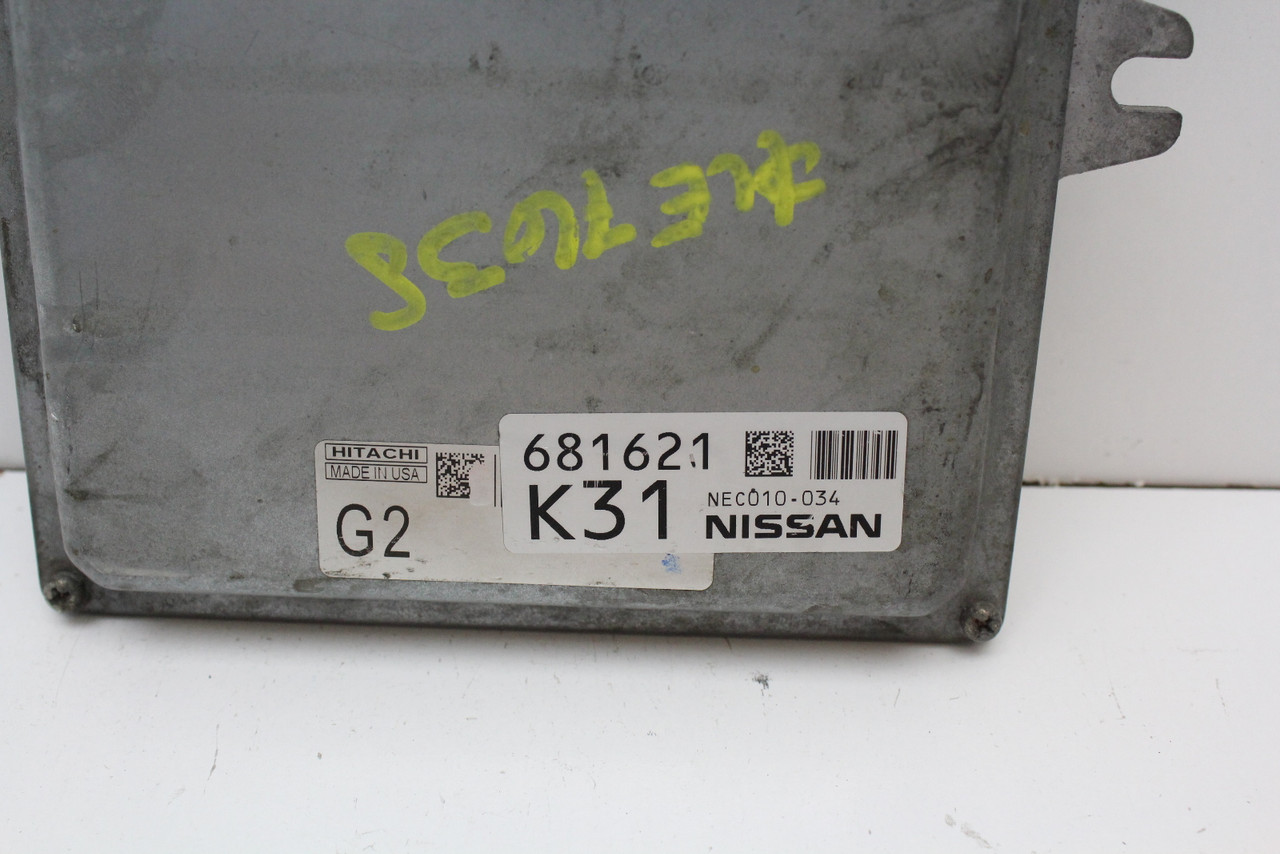 HITACHI
MADE IN USA
G2
681621
K31
NEC010-034
NISSAN